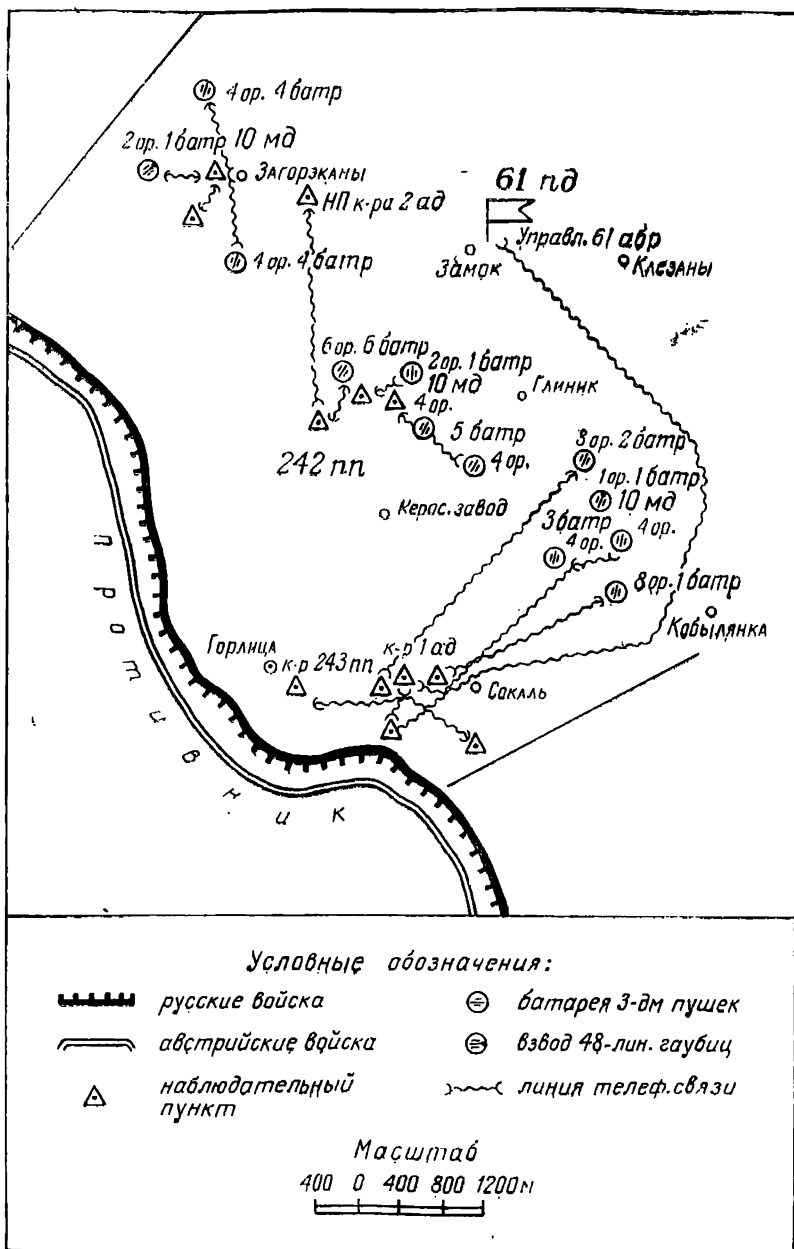 4 ор. 4 батр
2 ор. 1 батр 10 мд
Загорэканы
НП к-ра 2 ад
61 пд
Управл. 61 абр
Замок
Клезаны
4 ор. 4 батр
6 ор. 6 батр
2 ор. 1 батр
10 мд
4 ор.
Глиник
5 батр
4 ор.
242 пп
8 ор. 2 батр
1 ор. 1 батр
10 мд
Керос. завод
3 батр
4 ор.
4 ор.
8 ор. 1 батр
Кобылянка
Горлица
к-р 243 пп
к-р 1 ад
Сокаль
противник
Условные обозначения:
русские войска
австрийские войска
наблюдательный
пункт
батарея 3-дм пушек
взвод 48-лин. гаубиц
линия телеф. связи
Масштаб
400 0 400 800 1200 м